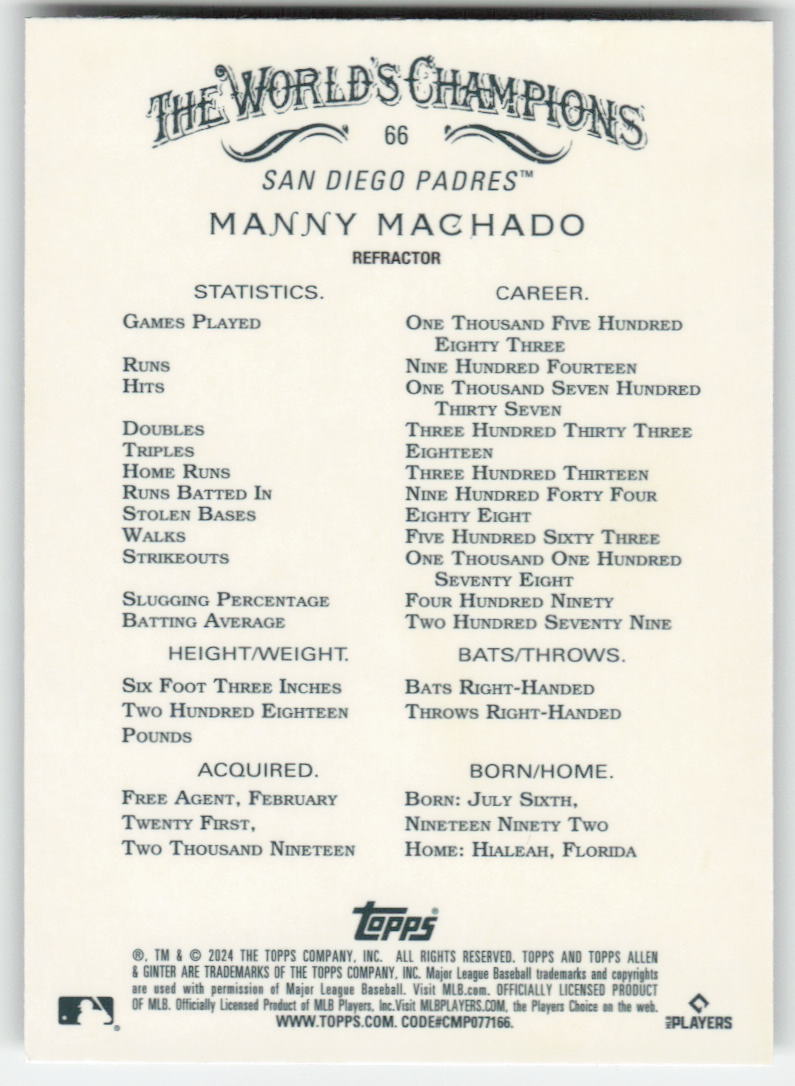 THE WORLD'S CHAMPIONS
66
SAN DIEGO PADRES™
MANNY MACHADO
REFRACTOR
STATISTICS. CAREER.
GAMES PLAYED ONE THOUSAND FIVE HUNDRED
EIGHTY THREE
RUNS NINE HUNDRED FOURTEEN
HITS ONE THOUSAND SEVEN HUNDRED
THIRTY SEVEN
DOUBLES THREE HUNDRED THIRTY THREE
TRIPLES EIGHTEEN
HOME RUNS THREE HUNDRED THIRTEEN
RUNS BATTED IN NINE HUNDRED FORTY FOUR
STOLEN BASES EIGHTY EIGHT
WALKS FIVE HUNDRED SIXTY THREE
STRIKEOUTS ONE THOUSAND ONE HUNDRED
SEVENTY EIGHT
SLUGGING PERCENTAGE FOUR HUNDRED NINETY
BATTING AVERAGE TWO HUNDRED SEVENTY NINE
HEIGHT/WEIGHT. BATS/THROWS.
SIX FOOT THREE INCHES BATS RIGHT-HANDED
TWO HUNDRED EIGHTEEN THROWS RIGHT-HANDED
POUNDS
ACQUIRED. BORN/HOME.
FREE AGENT, FEBRUARY BORN: JULY SIXTH,
TWENTY FIRST, NINETEEN NINETY TWO
TWO THOUSAND NINETEEN HOME: HIALEAH, FLORIDA
topps®
®, TM & © 2024 THE TOPPS COMPANY, INC. ALL RIGHTS RESERVED. TOPPS AND TOPPS ALLEN
& GINTER ARE TRADEMARKS OF THE TOPPS COMPANY, INC. Major League Baseball trademarks and copyrights
are used with permission of Major League Baseball. Visit MLB.com. OFFICIALLY LICENSED PRODUCT
OF MLB. Officially Licensed Product of MLB Players, Inc.Visit MLBPLAYERS.COM, the Players Choice on the web.
WWW.TOPPS.COM. CODE#CMP077166.
MLBPLAYERS